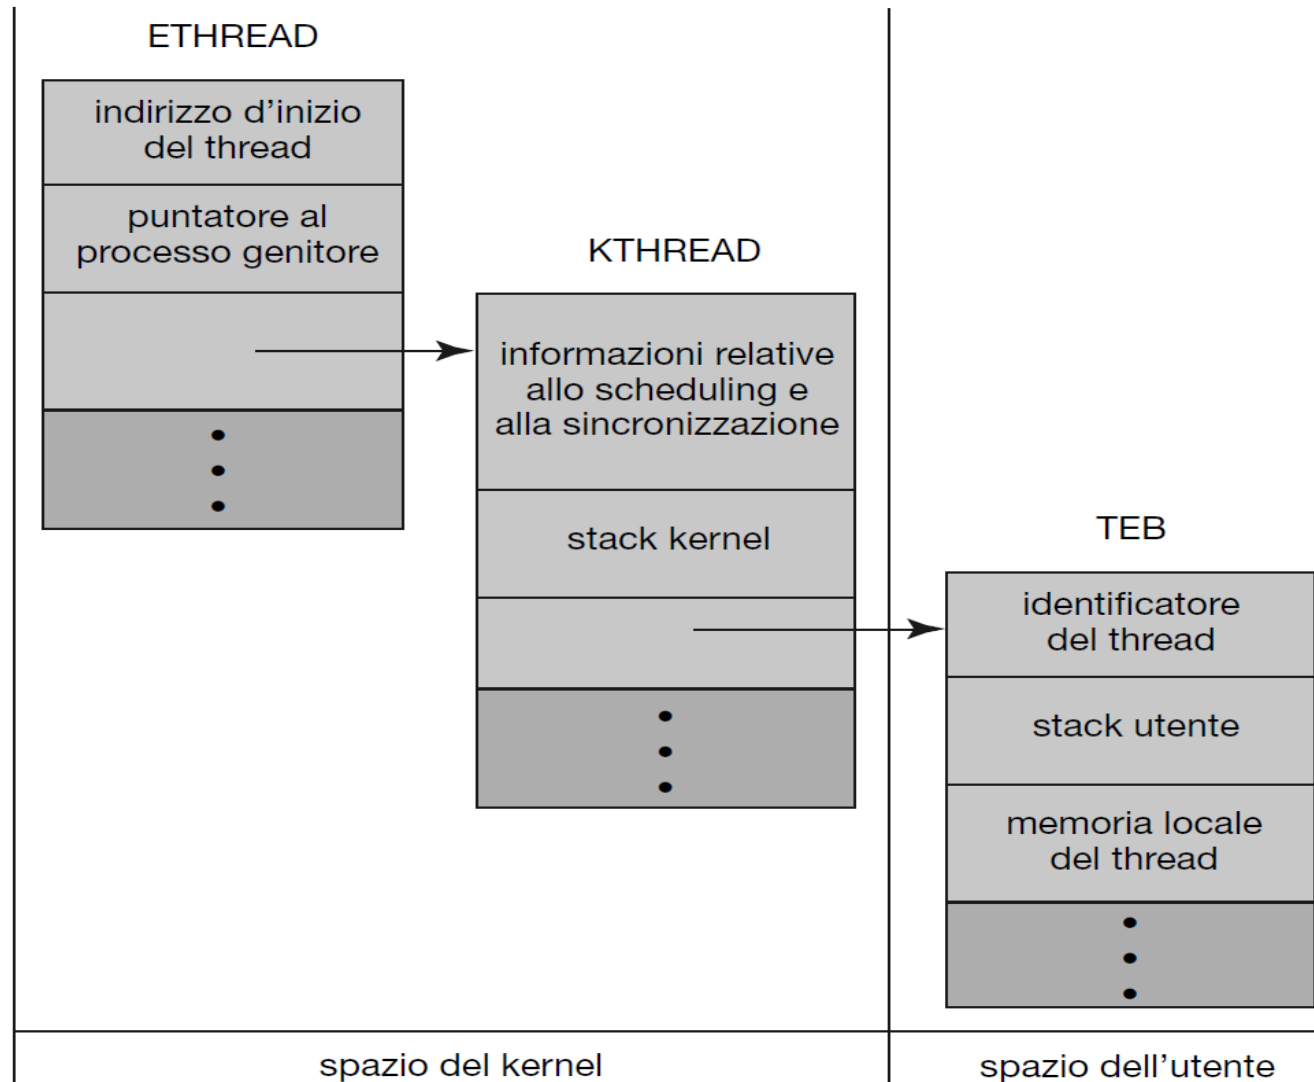 ETHREAD
indirizzo d'inizio
del thread
puntatore al
processo genitore
KTHREAD
informazioni relative
allo scheduling e
alla sincronizzazione
stack kernel
TEB
identificatore
del thread
stack utente
memoria locale
del thread
spazio del kernel
spazio dell'utente